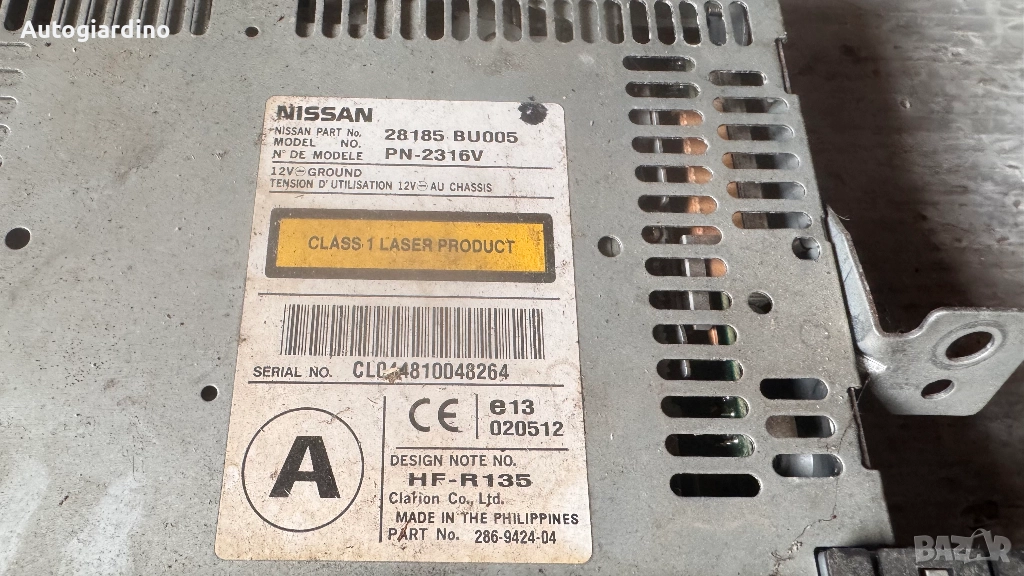 Autogiardino
NISSAN
NISSAN PART No. 28185 BU005
MODEL NO.
N° DE MODELE PN-2316V
12V⊖GROUND
TENSION D'UTILISATION 12V⊖ AU CHASSIS
CLASS 1 LASER PRODUCT
SERIAL NO.
A
CE e13
020512
DESIGN NOTE NO.
HF-R135
Clarion Co., Ltd.
MADE IN THE PHILIPPINES
PART No. 286-9424-04
BAZAR